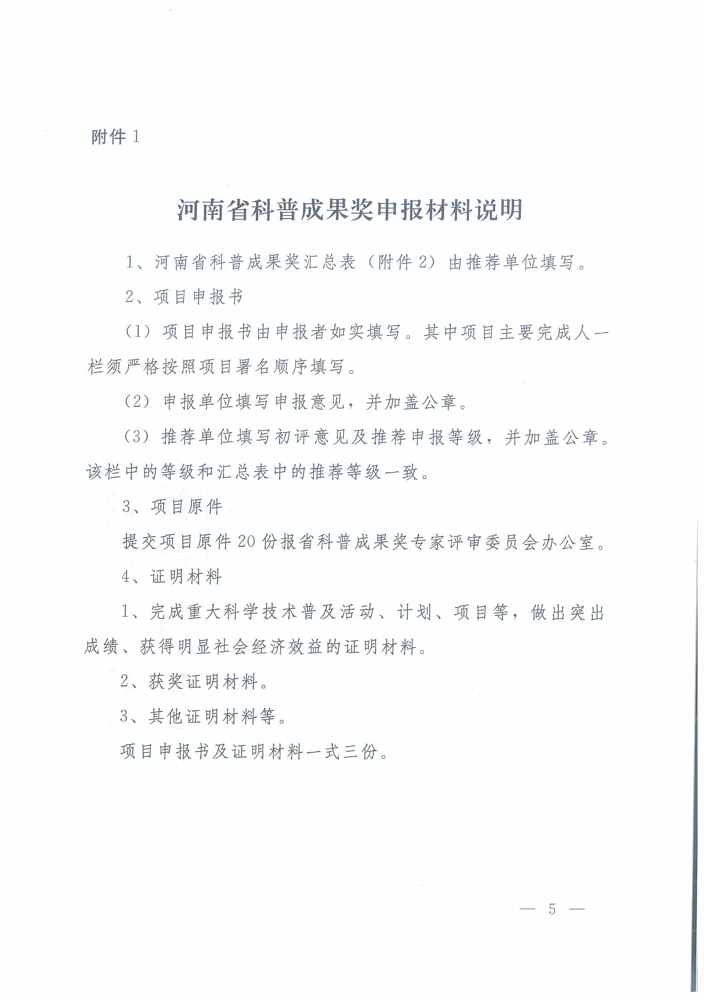 附件 1
河南省科普成果奖申报材料说明
1、河南省科普成果奖汇总表（附件 2）由推荐单位填写。
2、项目申报书
（1）项目申报书由申报者如实填写。其中项目主要完成人一
栏须严格按照项目署名顺序填写。
（2）申报单位填写申报意见，并加盖公章。
（3）推荐单位填写初评意见及推荐申报等级，并加盖公章。
该栏中的等级和汇总表中的推荐等级一致。
3、项目原件
提交项目原件 20 份报省科普成果奖专家评审委员会办公室。
4、证明材料
1、完成重大科学技术普及活动、计划、项目等，做出突出
成绩、获得明显社会经济效益的证明材料。
2、获奖证明材料。
3、其他证明材料等。
项目申报书及证明材料一式三份。
— 5 —